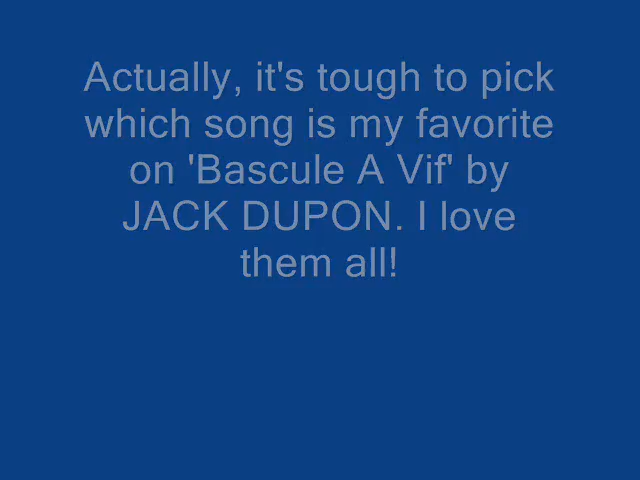 Actually, it's tough to pick
which song is my favorite
on 'Bascule A Vif' by
JACK DUPON. I love
them all!